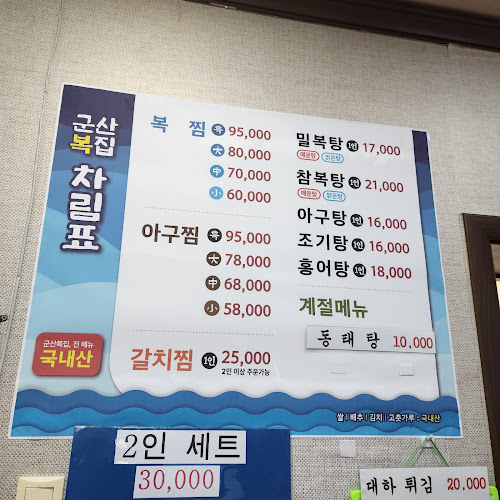 군산
복집
차림표
군산복집, 전 메뉴
국내산
복 찜 특 95,000
大 80,000
中 70,000
小 60,000
아구찜 특 95,000
大 78,000
中 68,000
小 58,000
갈치찜 1인 25,000
2인 이상 주문가능
밀복탕 1인 17,000
매운탕 맑은탕
참복탕 1인 21,000
매운탕 맑은탕
아구탕 1인 16,000
조기탕 1인 16,000
홍어탕 1인 18,000
계절메뉴
동태탕 10,000
쌀 | 배추 | 김치 | 고춧가루 : 국내산
2인 세트
30,000
대하 튀김 20,000